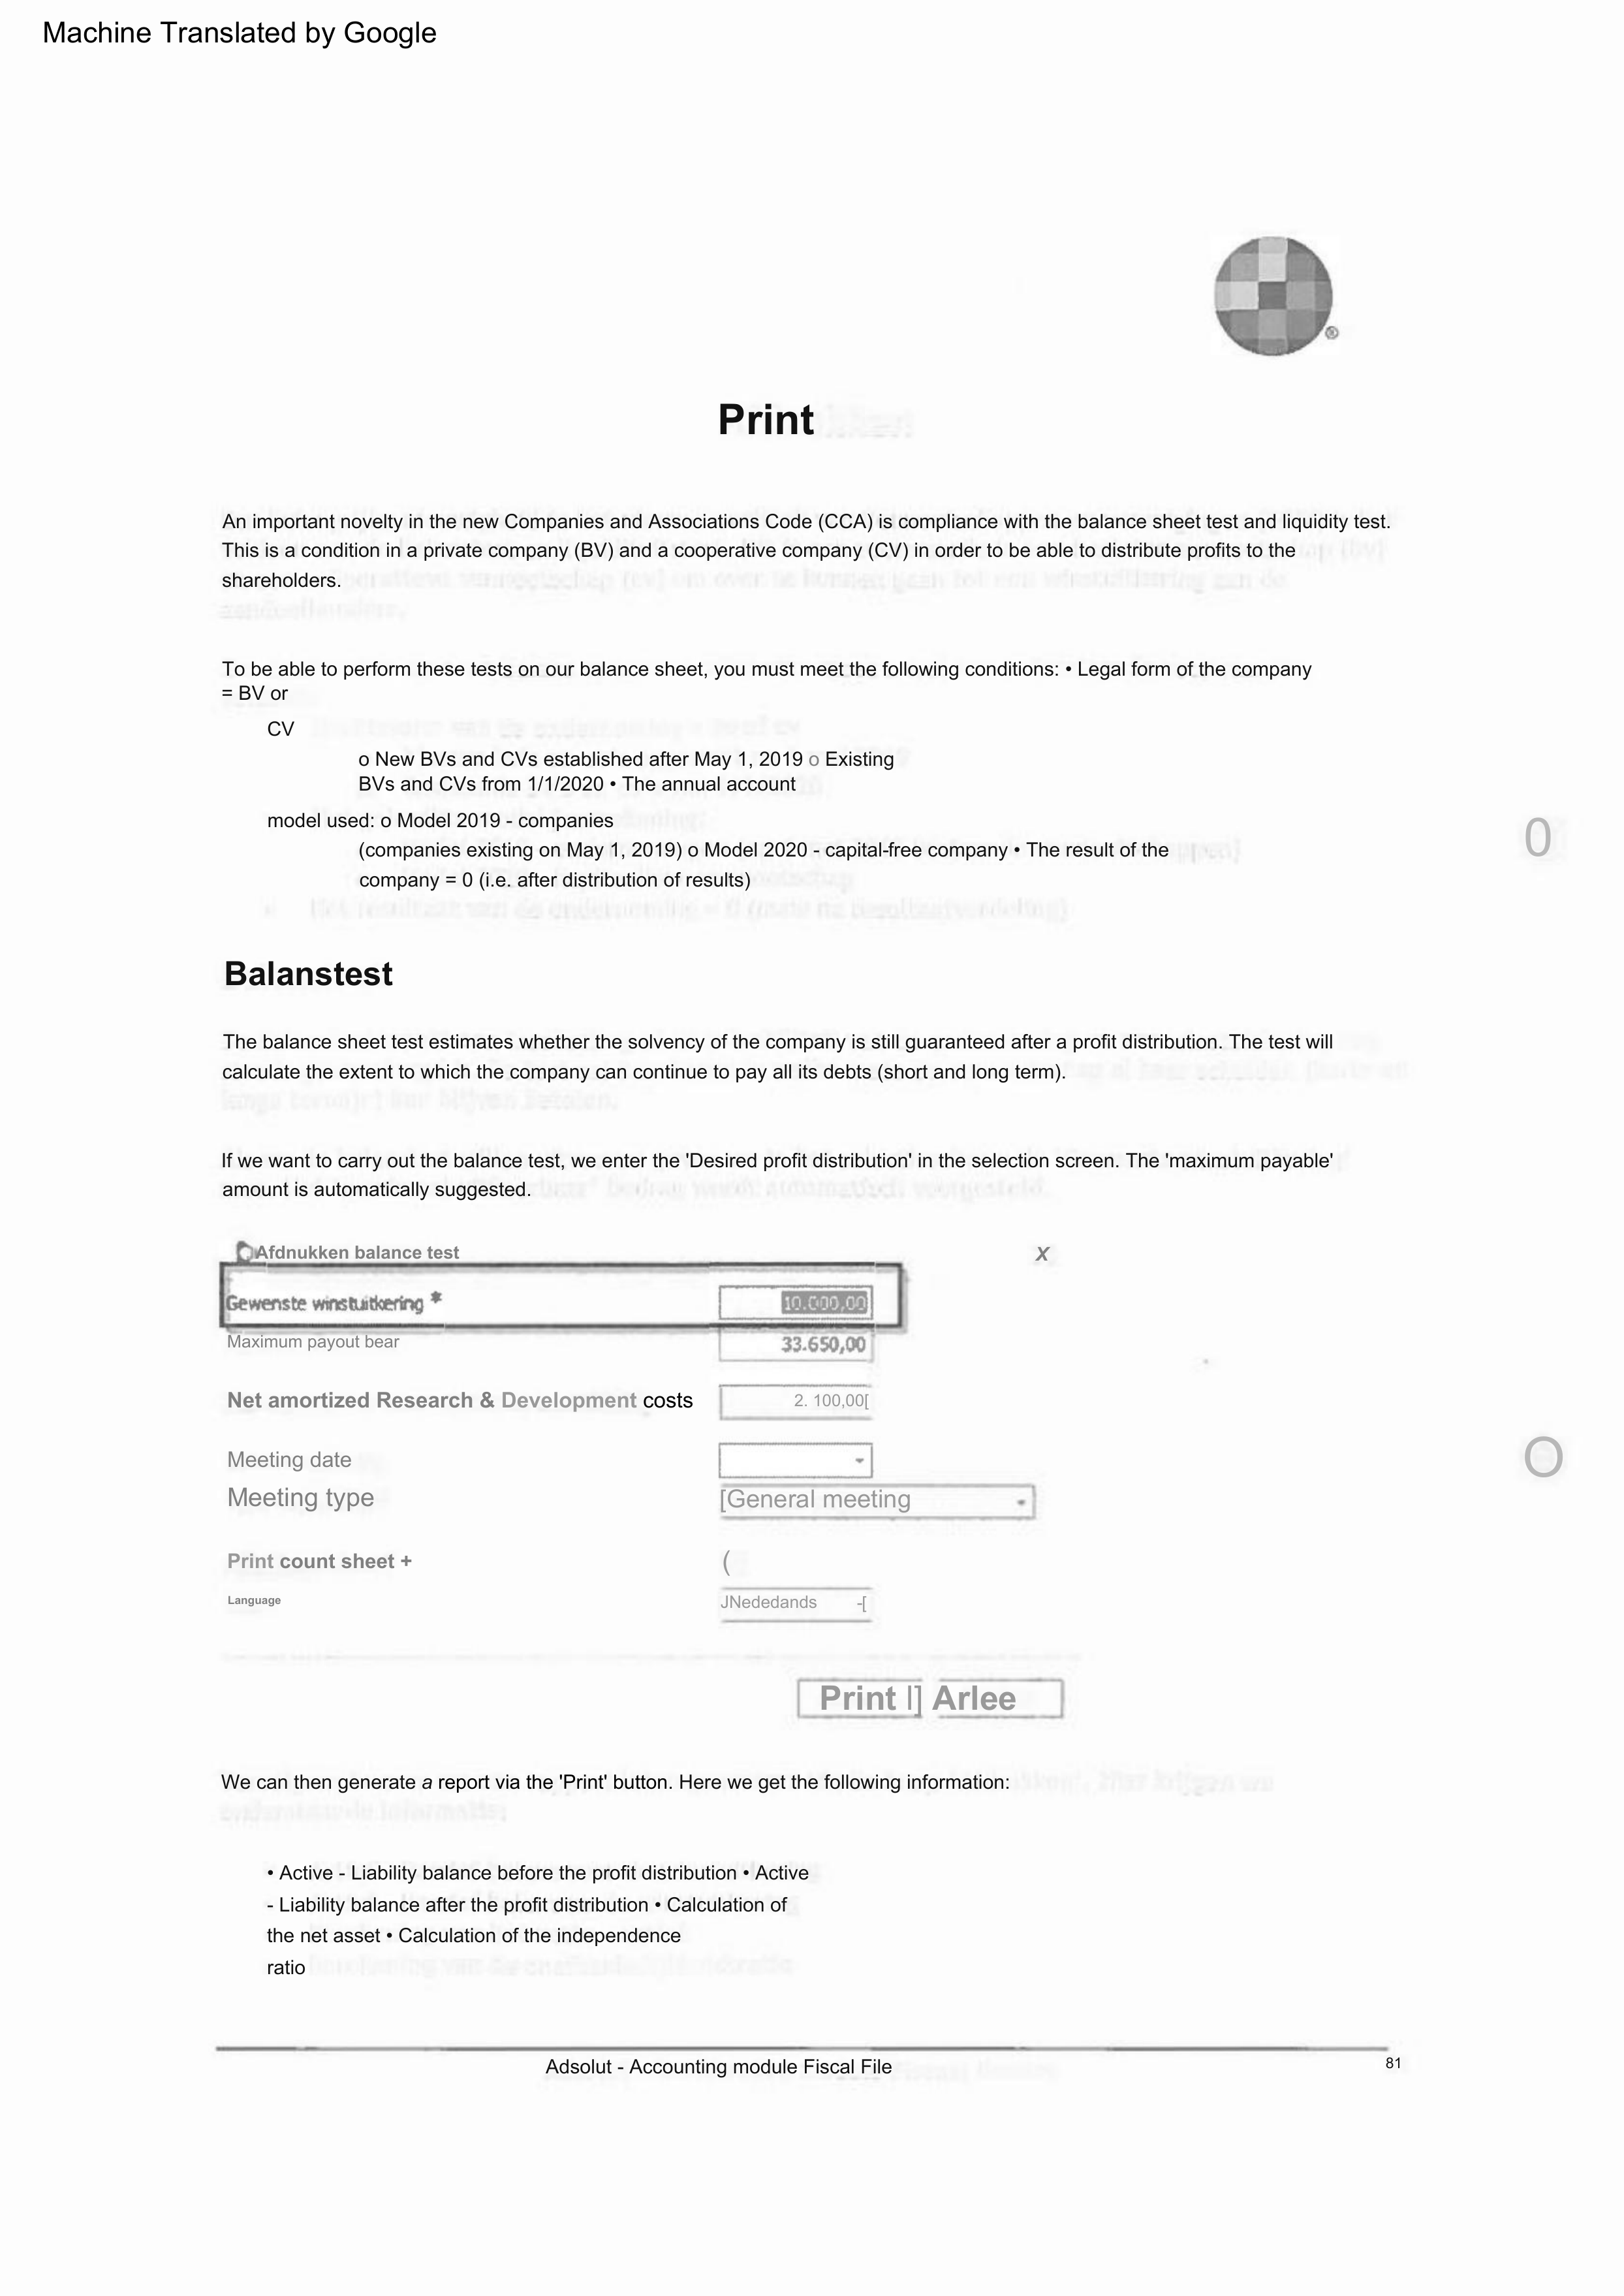 Machine Translated by Google
®
Print
An important novelty in the new Companies and Associations Code (CCA) is compliance with the balance sheet test and liquidity test.
This is a condition in a private company (BV) and a cooperative company (CV) in order to be able to distribute profits to the
shareholders.
To be able to perform these tests on our balance sheet, you must meet the following conditions: • Legal form of the company
= BV or
CV
o New BVs and CVs established after May 1, 2019 o Existing
BVs and CVs from 1/1/2020 • The annual account
model used: o Model 2019 - companies
(companies existing on May 1, 2019) o Model 2020 - capital-free company • The result of the
company = 0 (i.e. after distribution of results)
0
Balanstest
The balance sheet test estimates whether the solvency of the company is still guaranteed after a profit distribution. The test will
calculate the extent to which the company can continue to pay all its debts (short and long term).
If we want to carry out the balance test, we enter the 'Desired profit distribution' in the selection screen. The 'maximum payable'
amount is automatically suggested.
Afdnukken balance test X
Gewenste winstuitkering * 10.000,00
Maximum payout bear 33.650,00
Net amortized Research & Development costs 2. 100,00[
Meeting date
O
Meeting type [General meeting
Print count sheet + (
Language JNededands -[
Print l] Arlee
We can then generate a report via the 'Print' button. Here we get the following information:
• Active - Liability balance before the profit distribution • Active
- Liability balance after the profit distribution • Calculation of
the net asset • Calculation of the independence
ratio
Adsolut - Accounting module Fiscal File 81